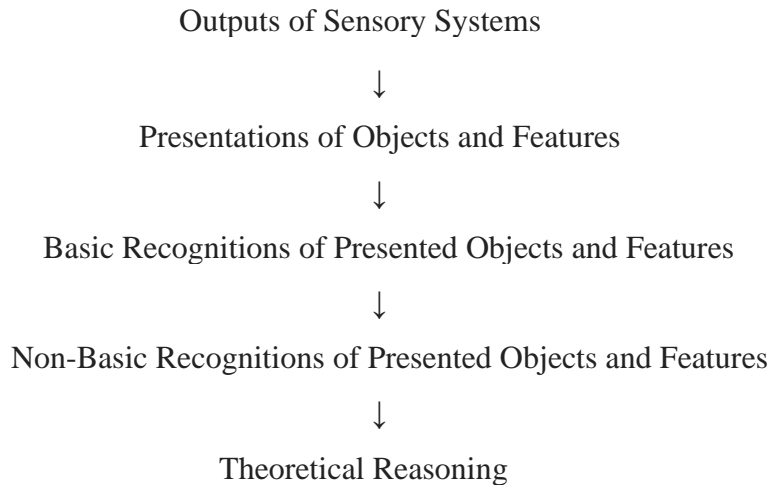 Outputs of Sensory Systems
↓
Presentations of Objects and Features
↓
Basic Recognitions of Presented Objects and Features
↓
Non-Basic Recognitions of Presented Objects and Features
↓
Theoretical Reasoning